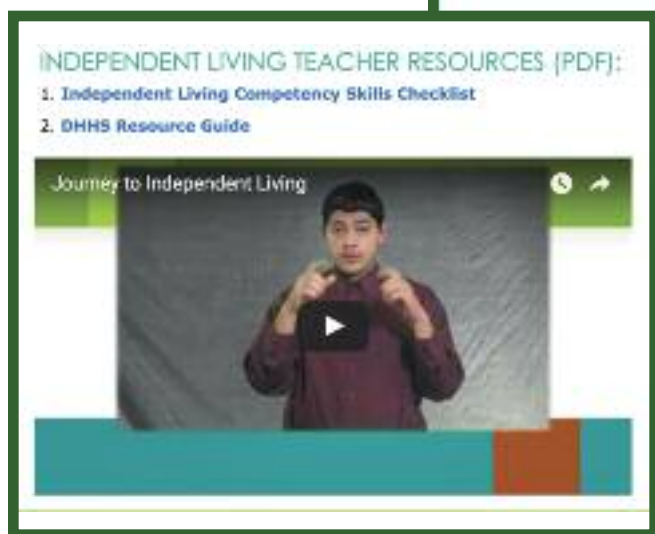 INDEPENDENT LIVING TEACHER RESOURCES (PDF):
1. Independent Living Competency Skills Checklist
2. DHHS Resource Guide
Journey to Independent Living